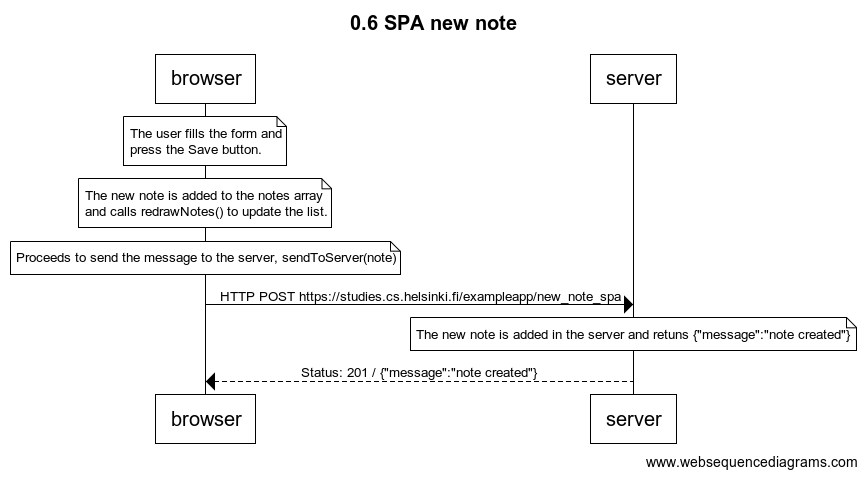 0.6 SPA new note
browser
server
The user fills the form and
press the Save button.
The new note is added to the notes array
and calls redrawNotes() to update the list.
Proceeds to send the message to the server, sendToServer(note)
HTTP POST https://studies.cs.helsinki.fi/exampleapp/new_note_spa
The new note is added in the server and retuns {"message":"note created"}
Status: 201 / {"message":"note created"}
browser
server
www.websequencediagrams.com